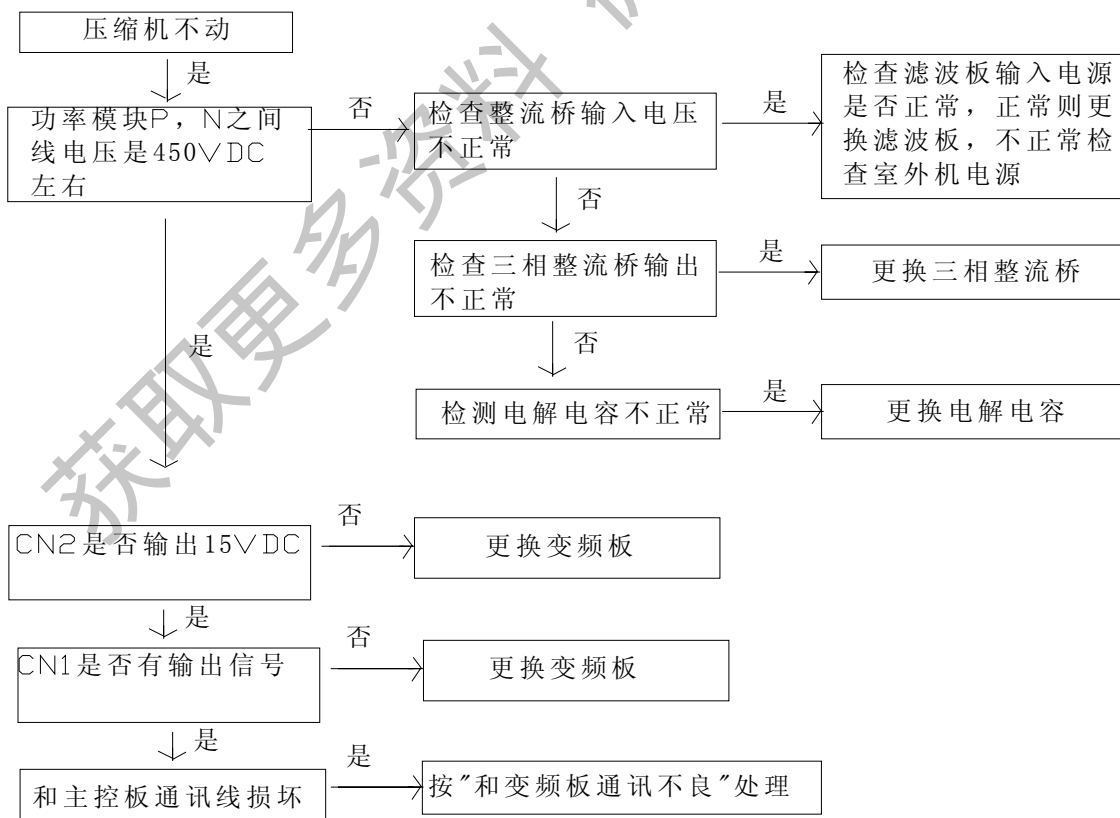 压缩机不动
是
功率模块P，N之间
线电压是450VDC
左右
否
检查整流桥输入电压
不正常
是
检查滤波板输入电源
是否正常，正常则更
换滤波板，不正常检
查室外机电源
否
检查三相整流桥输出
不正常
是
更换三相整流桥
是
否
检测电解电容不正常
是
更换电解电容
CN2是否输出15VDC
否
更换变频板
是
CN1是否有输出信号
否
更换变频板
是
和主控板通讯线损坏
是
按"和变频板通讯不良"处理
获取更多资料